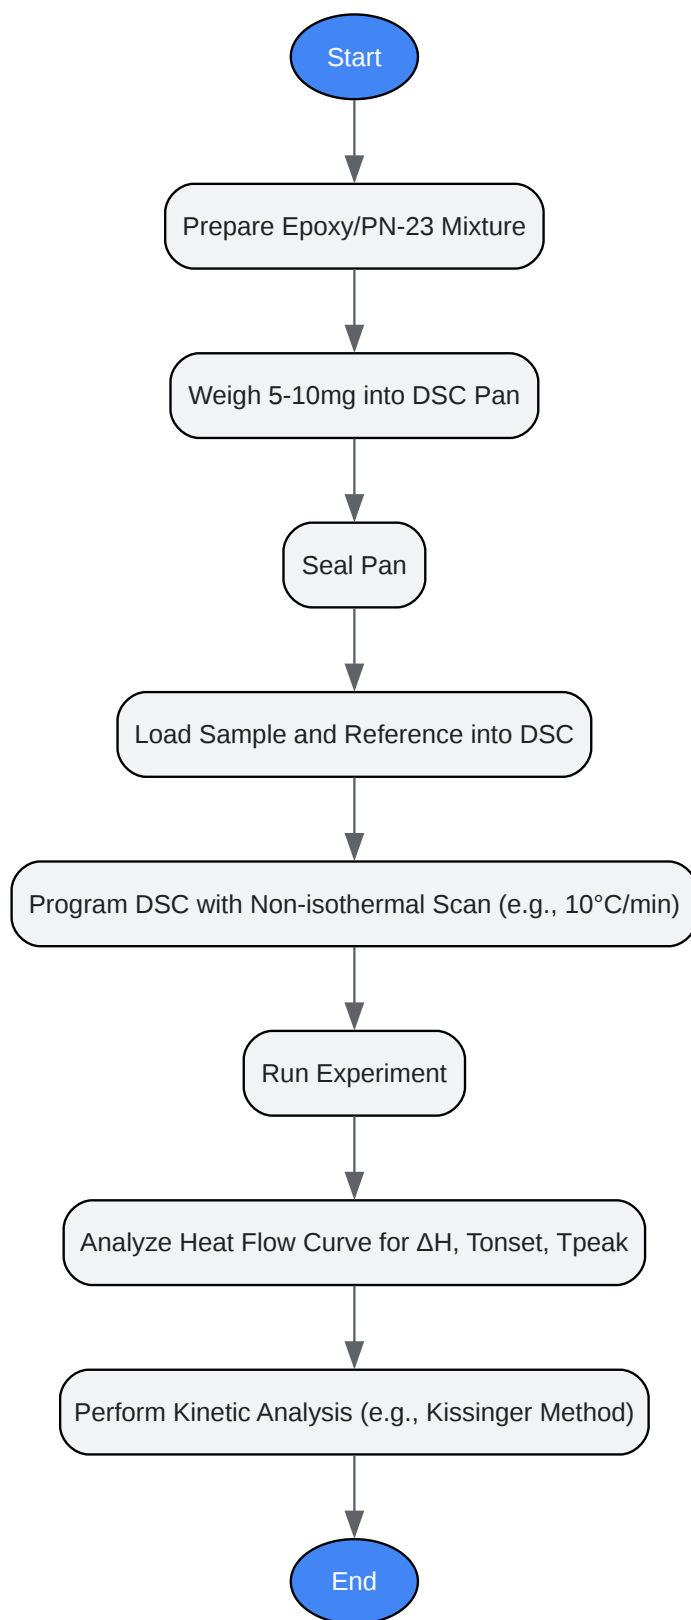 Start
Prepare Epoxy/PN-23 Mixture
Weigh 5-10mg into DSC Pan
Seal Pan
Load Sample and Reference into DSC
Program DSC with Non-isothermal Scan (e.g., 10°C/min)
Run Experiment
Analyze Heat Flow Curve for ΔH, Tonset, Tpeak
Perform Kinetic Analysis (e.g., Kissinger Method)
End